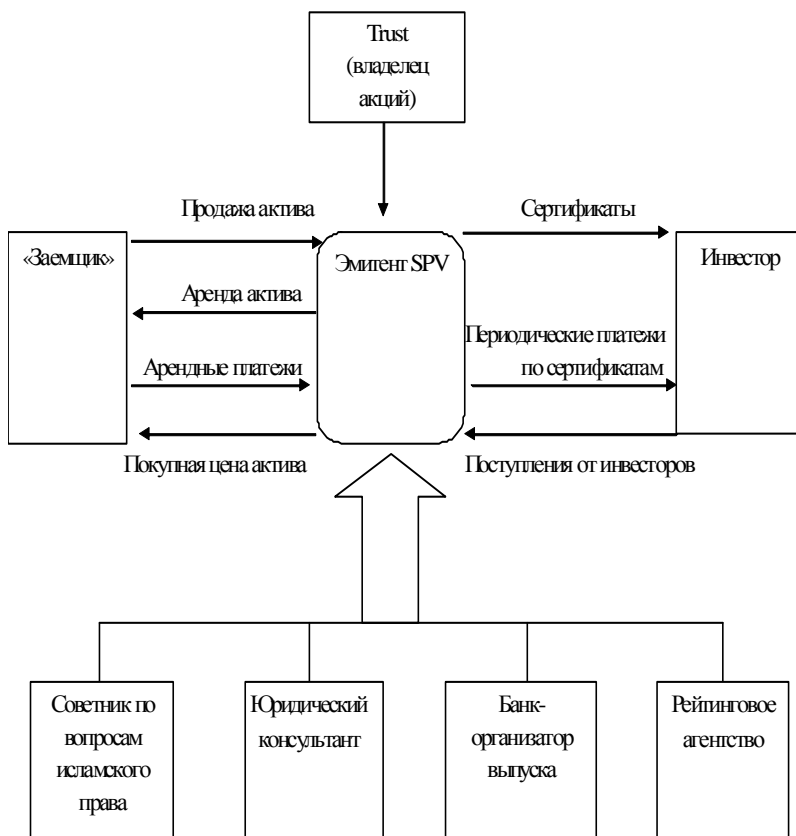 Trust
(владелец
акций)
Продажа актива
Сертификаты
«Заемщик»
Эмитент SPV
Инвестор
Аренда актива
Периодические платежи
по сертификатам
Арендные платежи
Покупная цена актива
Поступления от инвесторов
Советник по
вопросам
исламского
права
Юридический
консультант
Банк-
организатор
выпуска
Рейтинговое
агентство